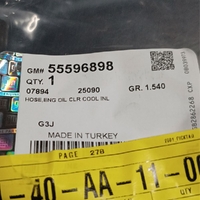 GM# 55596898
QTY. 1
07894 25090 GR. 1.540
HOSE,ENG OIL CLR COOL INL
G3J
MADE IN TURKEY
PAGE 278
-40-AA-11-0